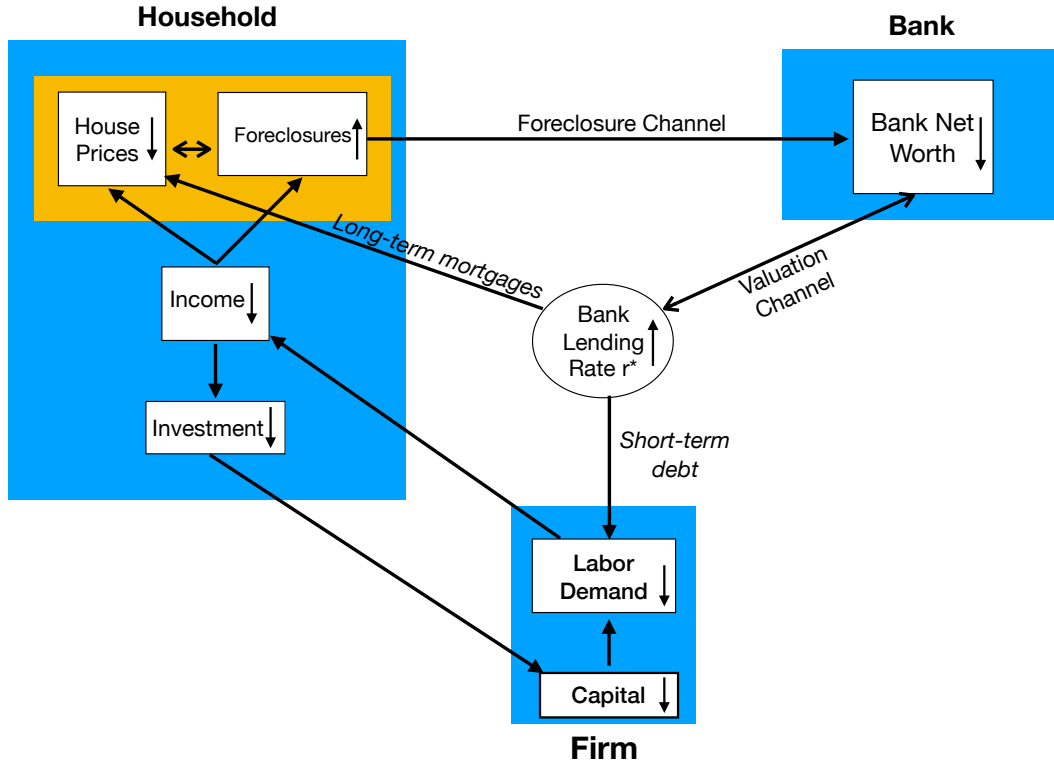 Household
Bank
House
Prices
Foreclosures
Foreclosure Channel
Bank Net
Worth
Long-term mortgages
Valuation
Channel
Income
Bank
Lending
Rate r*
Investment
Short-term
debt
Labor
Demand
Capital
Firm